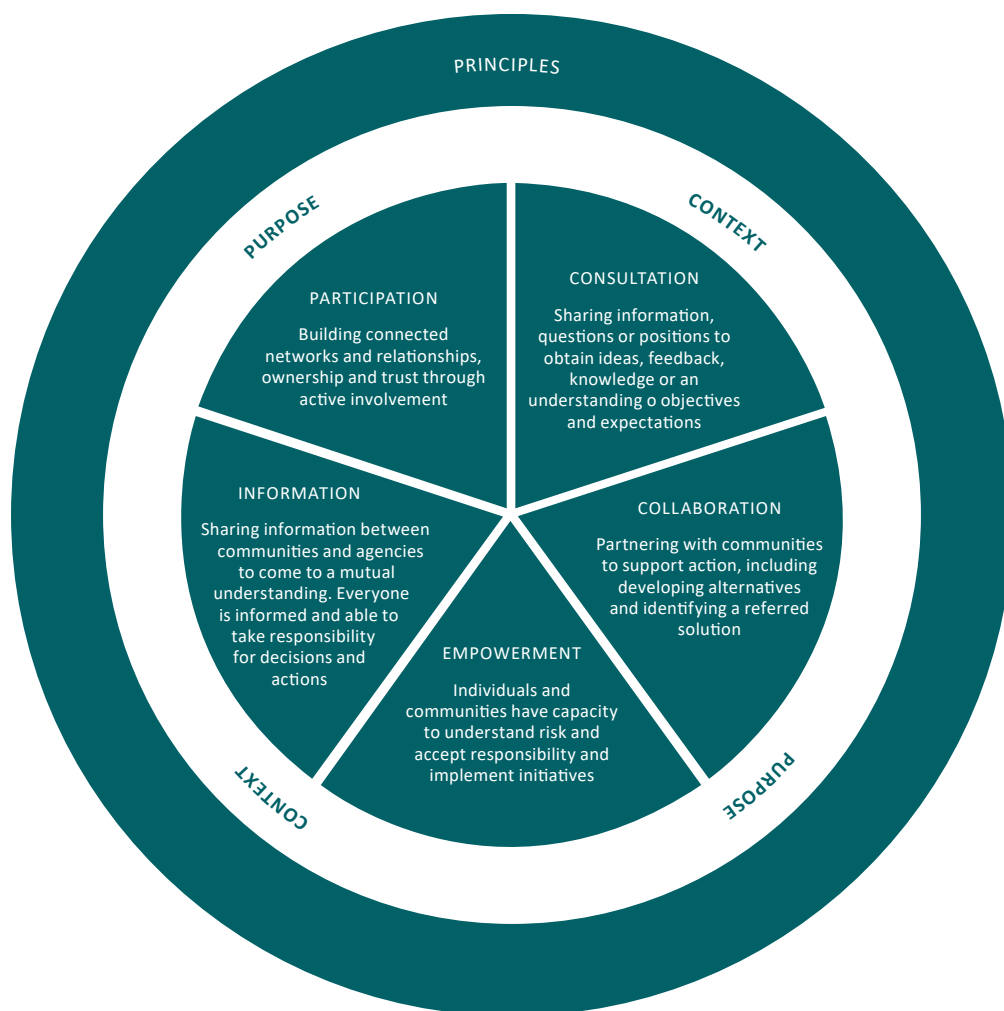 PRINCIPLES
PURPOSE
CONTEXT
PARTICIPATION
Building connected
networks and relationships,
ownership and trust through
active involvement
CONSULTATION
Sharing information,
questions or positions to
obtain ideas, feedback,
knowledge or an
understanding o objectives
and expectations
INFORMATION
Sharing information between
communities and agencies
to come to a mutual
understanding. Everyone
is informed and able to
take responsibility
for decisions and
actions
COLLABORATION
Partnering with communities
to support action, including
developing alternatives
and identifying a referred
solution
EMPOWERMENT
Individuals and
communities have capacity
to understand risk and
accept responsibility and
implement initiatives
CONTEXT
PURPOSE